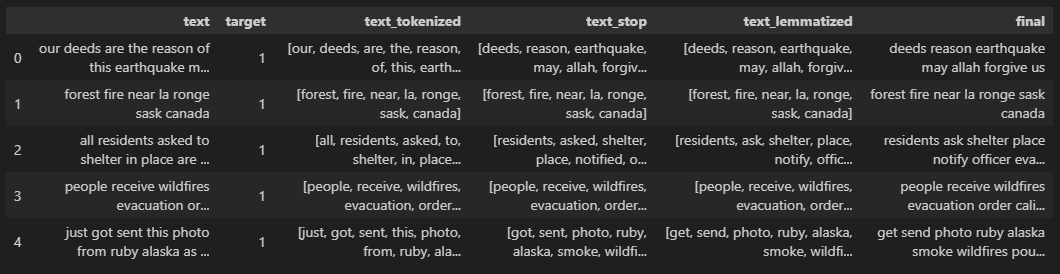 text target text_tokenized text_stop text_lemmatized final
0 our deeds are the reason of this earthquake m... 1 [our, deeds, are, the, reason, of, this, earth... [deeds, reason, earthquake, may, allah, forgiv... [deeds, reason, earthquake, may, allah, forgiv... deeds reason earthquake may allah forgive us
1 forest fire near la ronge sask canada 1 [forest, fire, near, la, ronge, sask, canada] [forest, fire, near, la, ronge, sask, canada] [forest, fire, near, la, ronge, sask, canada] forest fire near la ronge sask canada
2 all residents asked to shelter in place are ... 1 [all, residents, asked, to, shelter, in, place... [residents, asked, shelter, place, notified, o... [residents, ask, shelter, place, notify, offic... residents ask shelter place notify officer eva...
3 people receive wildfires evacuation or... 1 [people, receive, wildfires, evacuation, order... [people, receive, wildfires, evacuation, order... [people, receive, wildfires, evacuation, order... people receive wildfires evacuation order cali...
4 just got sent this photo from ruby alaska as ... 1 [just, got, sent, this, photo, from, ruby, ala... [got, sent, photo, ruby, alaska, smoke, wildfi... [get, send, photo, ruby, alaska, smoke, wildfi... get send photo ruby alaska smoke wildfires pou...